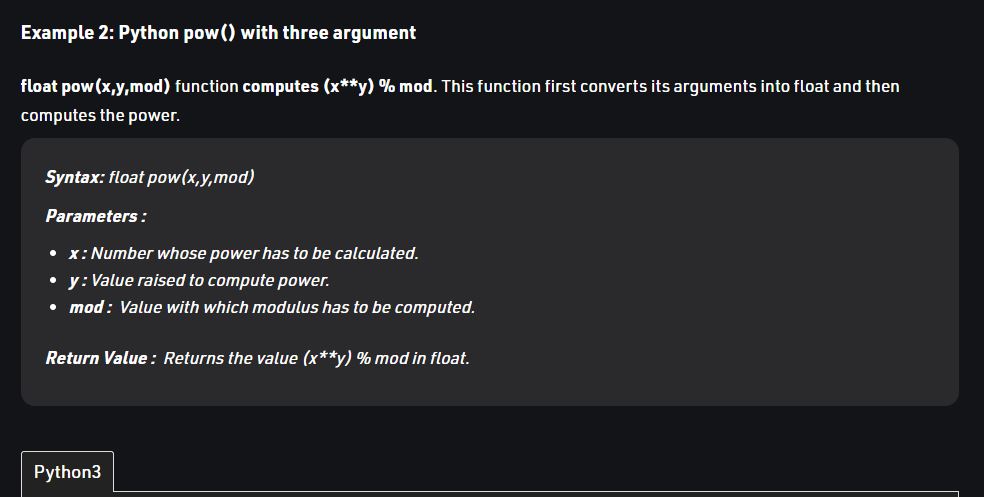 Example 2: Python pow() with three argument
float pow(x,y,mod) function computes (x**y) % mod. This function first converts its arguments into float and then
computes the power.
Syntax: float pow(x,y,mod)
Parameters :
• x : Number whose power has to be calculated.
• y : Value raised to compute power.
• mod : Value with which modulus has to be computed.
Return Value : Returns the value (x**y) % mod in float.
Python3